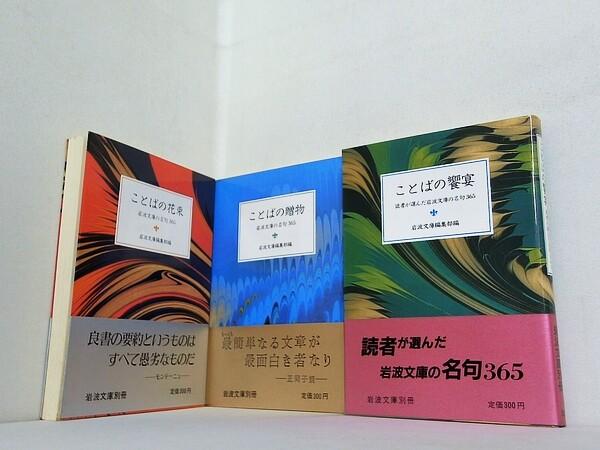 ことばの花束
岩波文庫の名句365
岩波文庫編集部編
良書の要約というものは
すべて愚劣なものだ
──モンテーニュ──
岩波文庫別冊
定価300円
ことばの贈物
岩波文庫の名句365
岩波文庫編集部編
最簡単なる文章が
最面白き者なり
──正岡子規──
岩波文庫別冊
定価300円
ことばの饗宴
読者が選んだ岩波文庫の名句365
岩波文庫編集部編
読者が選んだ
岩波文庫の名句365
岩波文庫別冊
定価300円